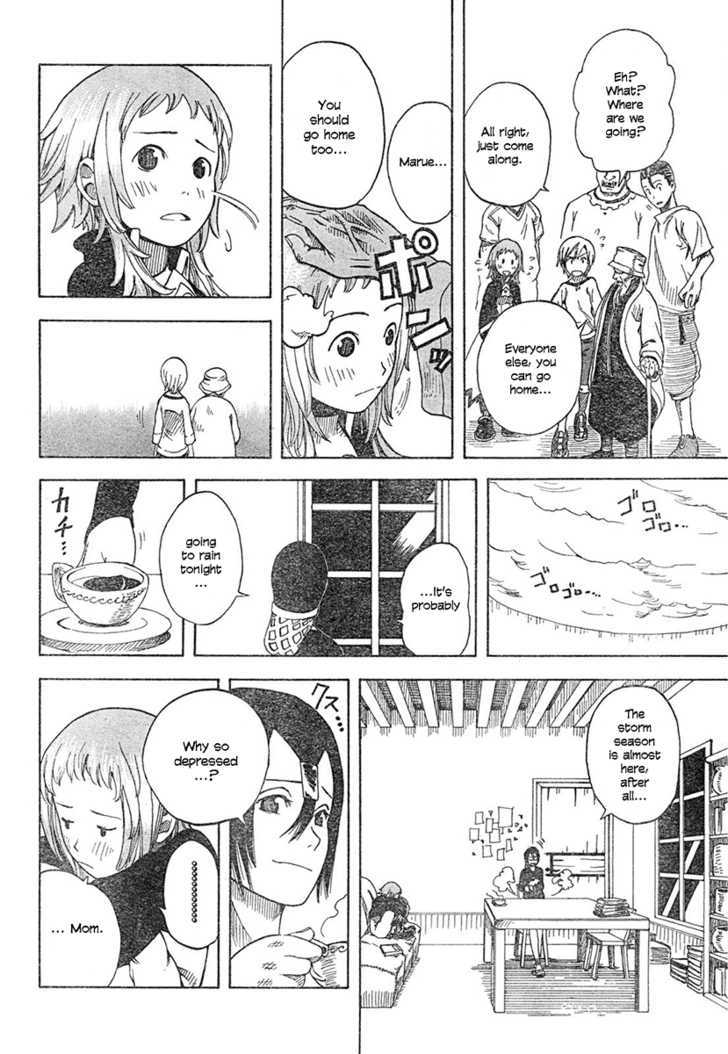 Eh?
What?
Where
are we
going?
All right,
just come
along.
Everyone
else, you
can go
home...
Marue...
You
should
go home
too...
ポンッ
ゴロ
ゴロ...
ゴロ
ゴロ...
...It's
probably
going
to rain
tonight
...
カチ...
The
storm
season
is almost
here,
after
all...
クス...
Why so
depressed
...?
..........
... Mom.